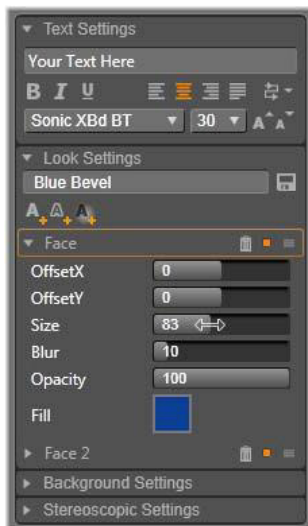 Text Settings
Your Text Here
B I U
Sonic XBd BT 30 A A
Look Settings
Blue Bevel
A A A
Face
OffsetX 0
OffsetY 0
Size 83
Blur 10
Opacity 100
Fill
Face 2
Background Settings
Stereoscopic Settings